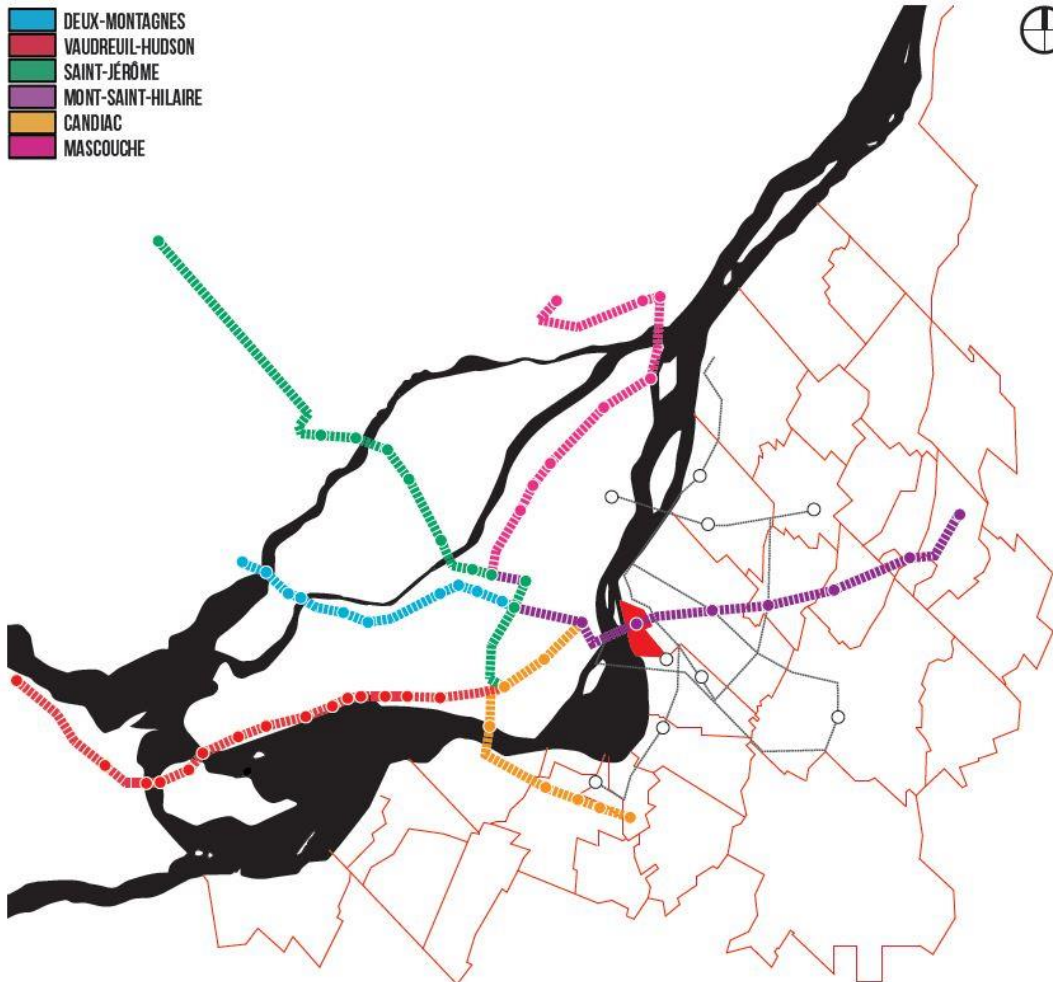 DEUX-MONTAGNES
VAUDREUIL-HUDSON
SAINT-JÉRÔME
MONT-SAINT-HILAIRE
CANDIAC
MASCOUCHE